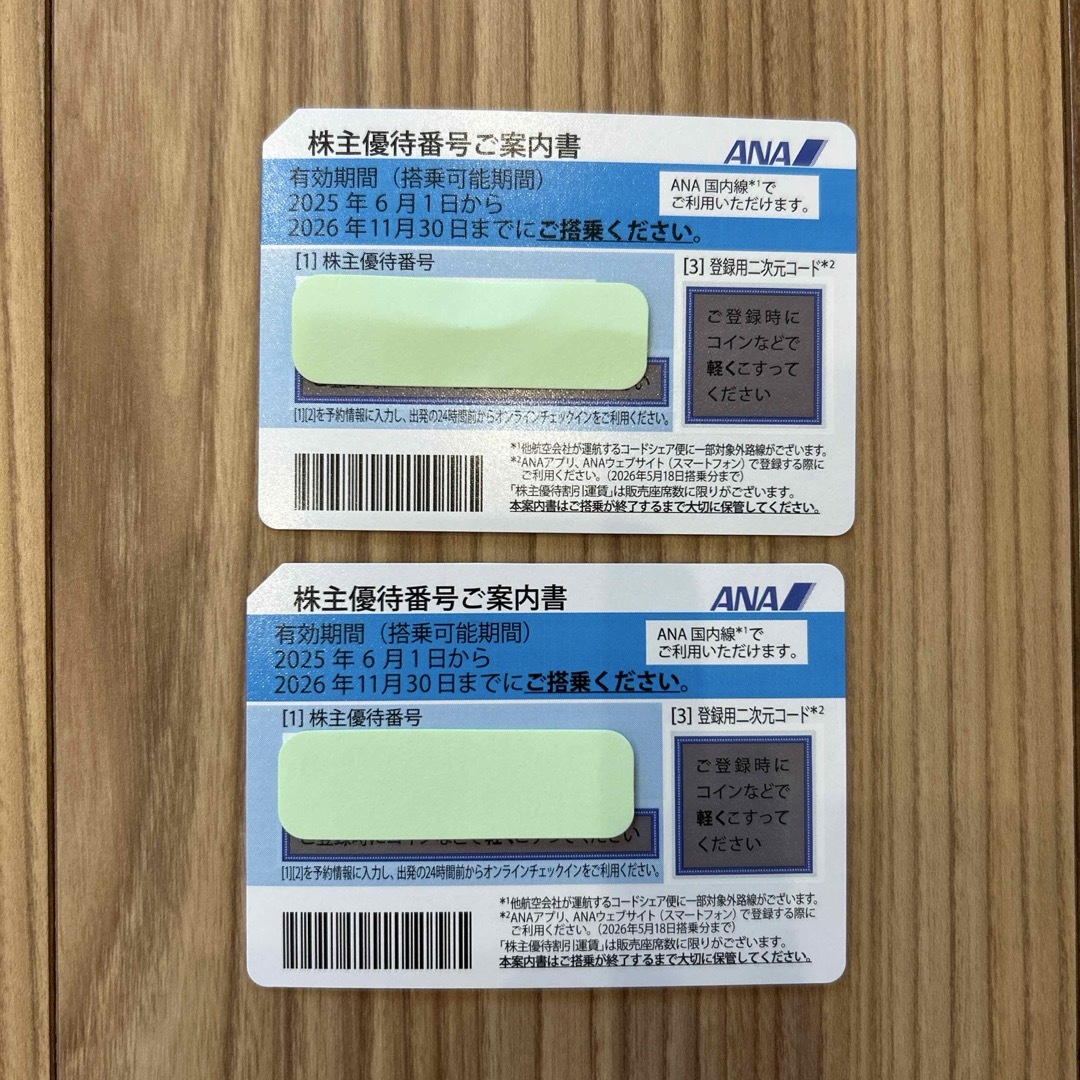 株主優待番号ご案内書
ANA
有効期間（搭乗可能期間）
2025年6月1日から
2026年11月30日までにご搭乗ください。
ANA国内線*1で
ご利用いただけます。
[1] 株主優待番号
[3] 登録用二次元コード*2
ご登録時に
コインなどで
軽くこすって
ください
い
[1][2]を予約情報に入力し、出発の24時間前からオンラインチェックインをご利用ください。
*1他航空会社が運航するコードシェア便に一部対象外路線がございます。
*2ANAアプリ、ANAウェブサイト（スマートフォン）で登録する際に
ご利用ください。（2026年5月18日搭乗分まで）
「株主優待割引運賃」は販売座席数に限りがございます。
本案内書はご搭乗が終了するまで大切に保管してください。
株主優待番号ご案内書
ANA
有効期間（搭乗可能期間）
2025年6月1日から
2026年11月30日までにご搭乗ください。
ANA国内線*1で
ご利用いただけます。
[1] 株主優待番号
[3] 登録用二次元コード*2
ご登録時に
コインなどで
軽くこすって
ください
[1][2]を予約情報に入力し、出発の24時間前からオンラインチェックインをご利用ください。
*1他航空会社が運航するコードシェア便に一部対象外路線がございます。
*2ANAアプリ、ANAウェブサイト（スマートフォン）で登録する際に
ご利用ください。（2026年5月18日搭乗分まで）
「株主優待割引運賃」は販売座席数に限りがございます。
本案内書はご搭乗が終了するまで大切に保管してください。